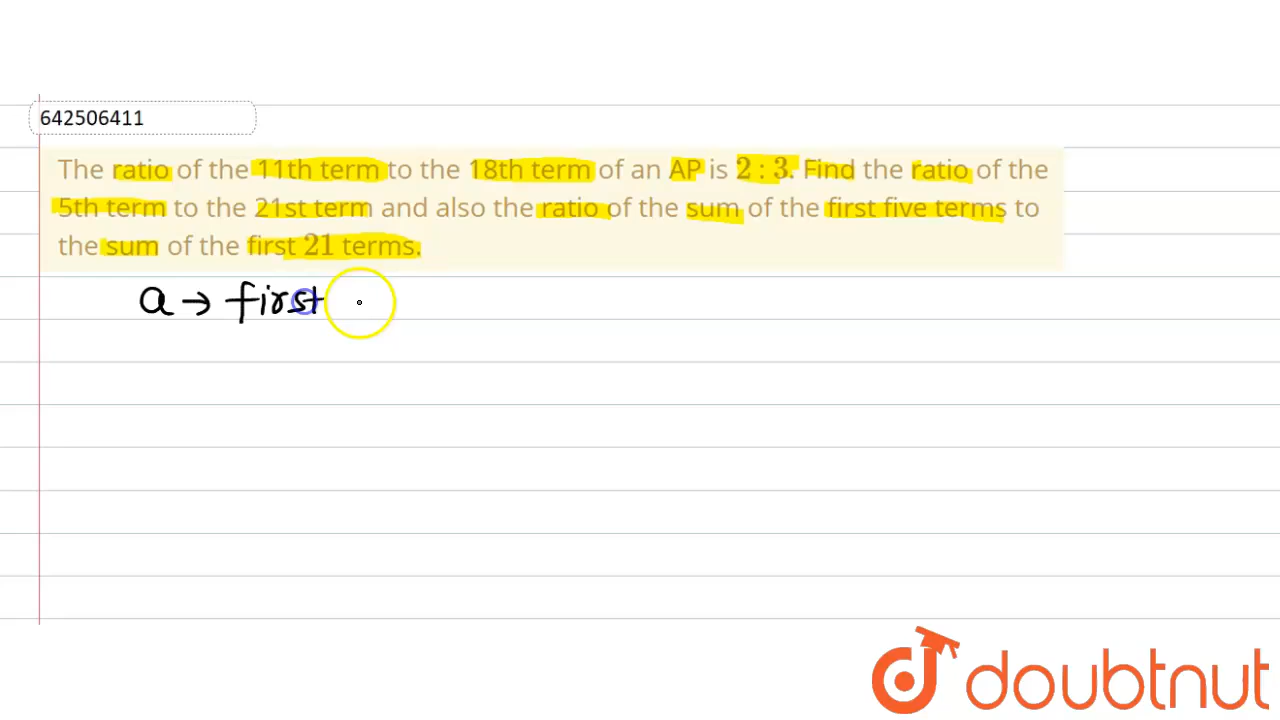 642506411
The ratio of the 11th term to the 18th term of an AP is 2 : 3. Find the ratio of the
5th term to the 21st term and also the ratio of the sum of the first five terms to
the sum of the first 21 terms.
a → first
doubtnut